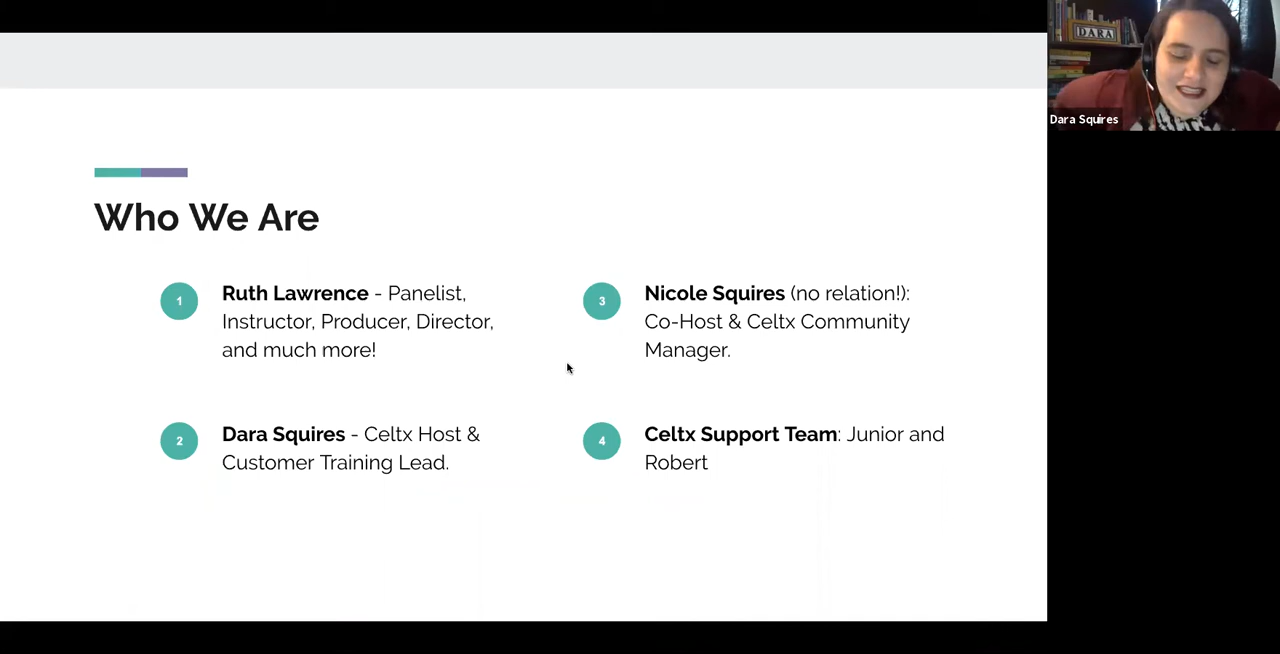 Who We Are
1
Ruth Lawrence - Panelist,
Instructor, Producer, Director,
and much more!
2
Dara Squires - Celtx Host &
Customer Training Lead.
3
Nicole Squires (no relation!):
Co-Host & Celtx Community
Manager.
4
Celtx Support Team: Junior and
Robert
DARA
Dara Squires